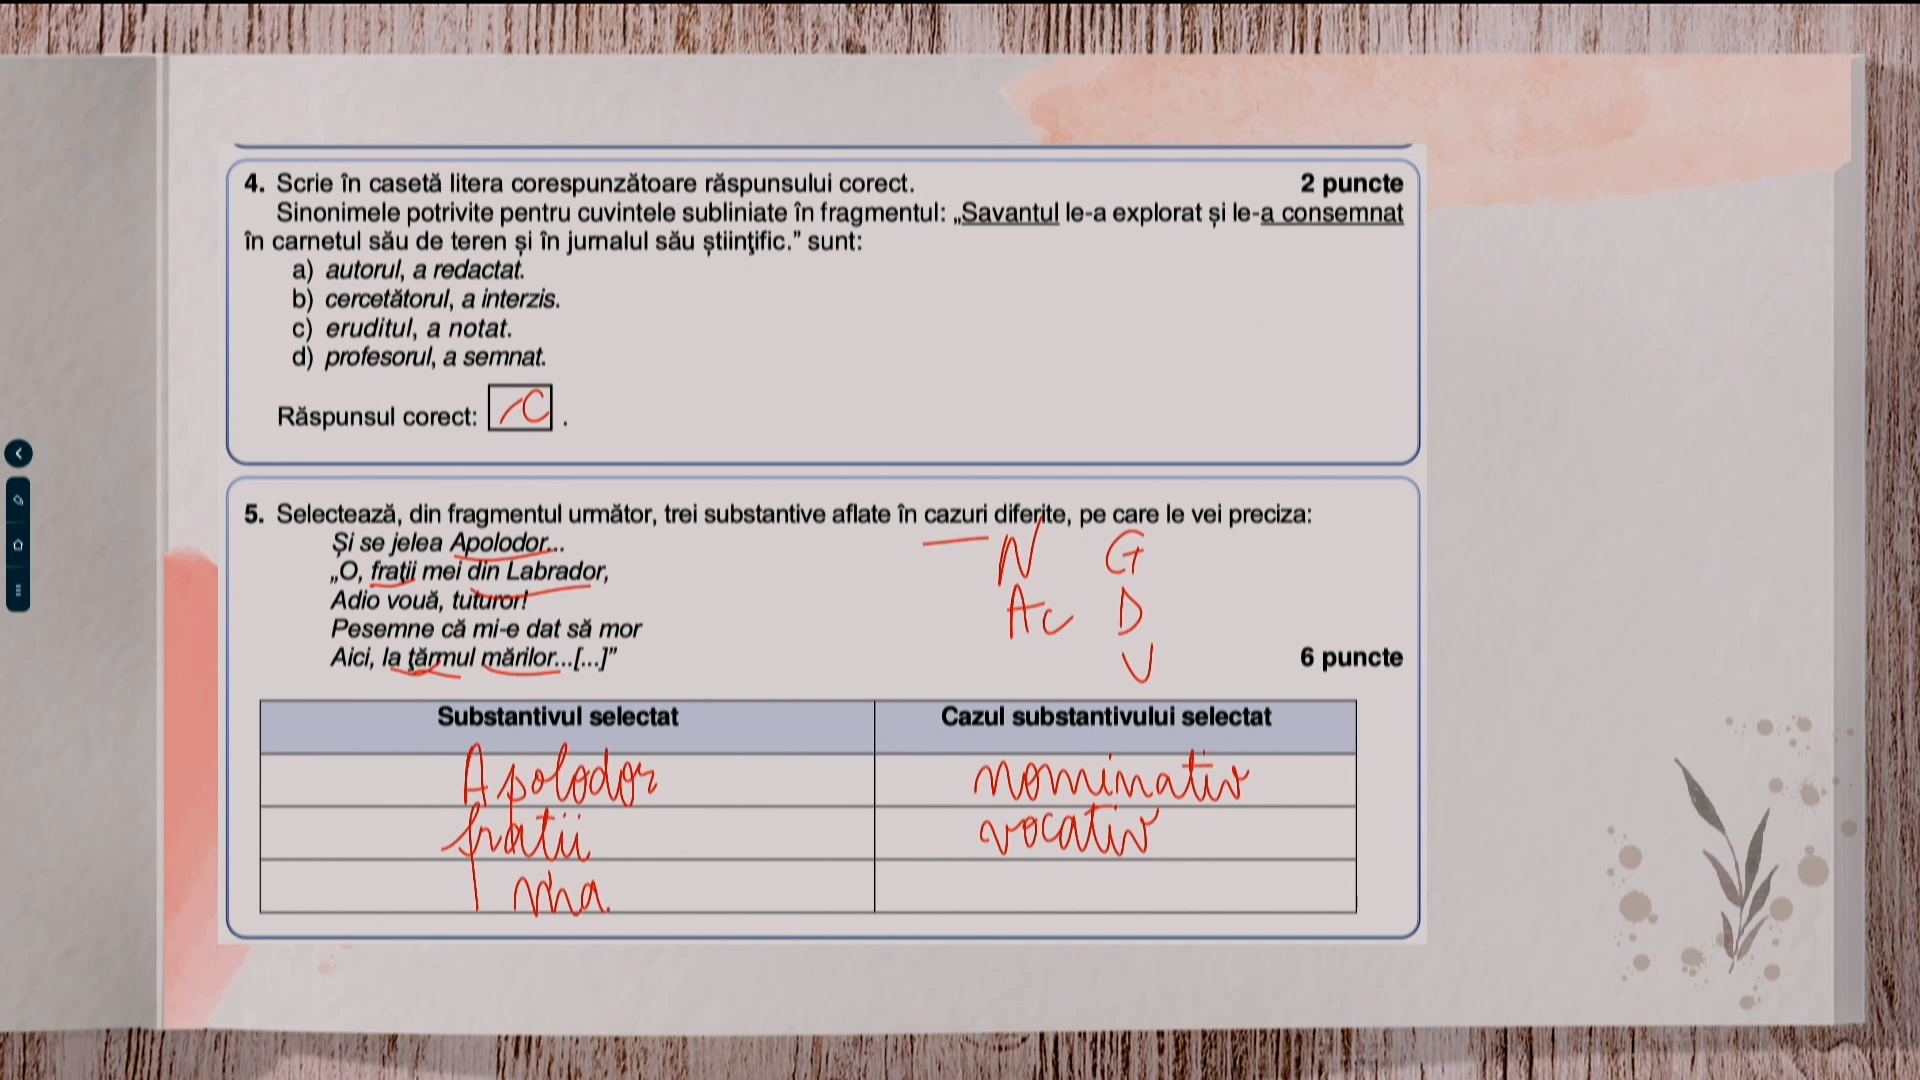 4. Scrie în casetă litera corespunzătoare răspunsului corect. 2 puncte
Sinonimele potrivite pentru cuvintele subliniate în fragmentul: „Savantul le-a explorat și le-a consemnat
în carnetul său de teren și în jurnalul său științific.” sunt:
a) autorul, a redactat.
b) cercetătorul, a interzis.
c) eruditul, a notat.
d) profesorul, a semnat.
Răspunsul corect: C .
5. Selectează, din fragmentul următor, trei substantive aflate în cazuri diferite, pe care le vei preciza:
Și se jelea Apolodor...
„O, frații mei din Labrador,
Adio vouă, tuturor!
Pesemne că mi-e dat să mor
Aici, la țărmul mărilor...[...]” 6 puncte
N G
Ac D
V
Substantivul selectat Cazul substantivului selectat
Apolodor nominativ
fratii vocativ
ma